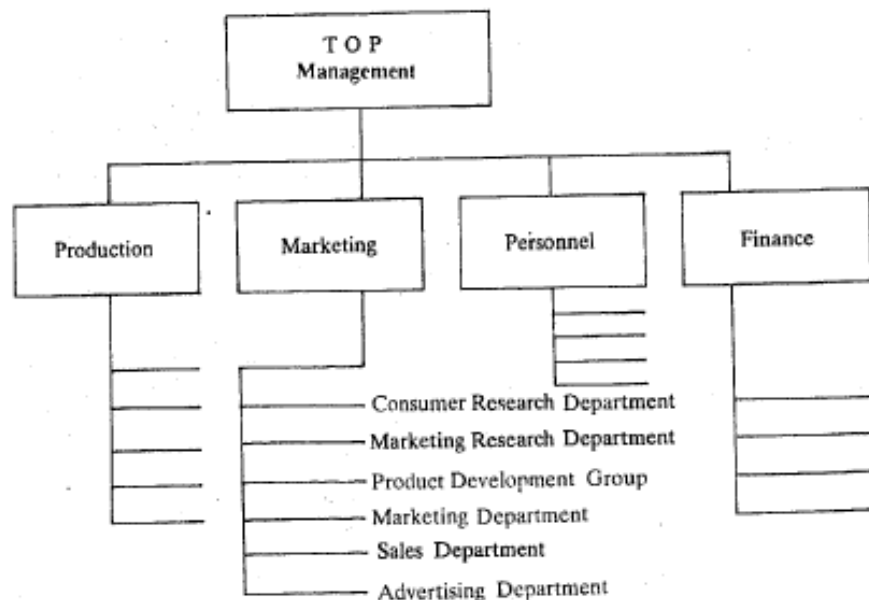 T O P
Management
Production
Marketing
Personnel
Finance
Consumer Research Department
Marketing Research Department
Product Development Group
Marketing Department
Sales Department
Advertising Department